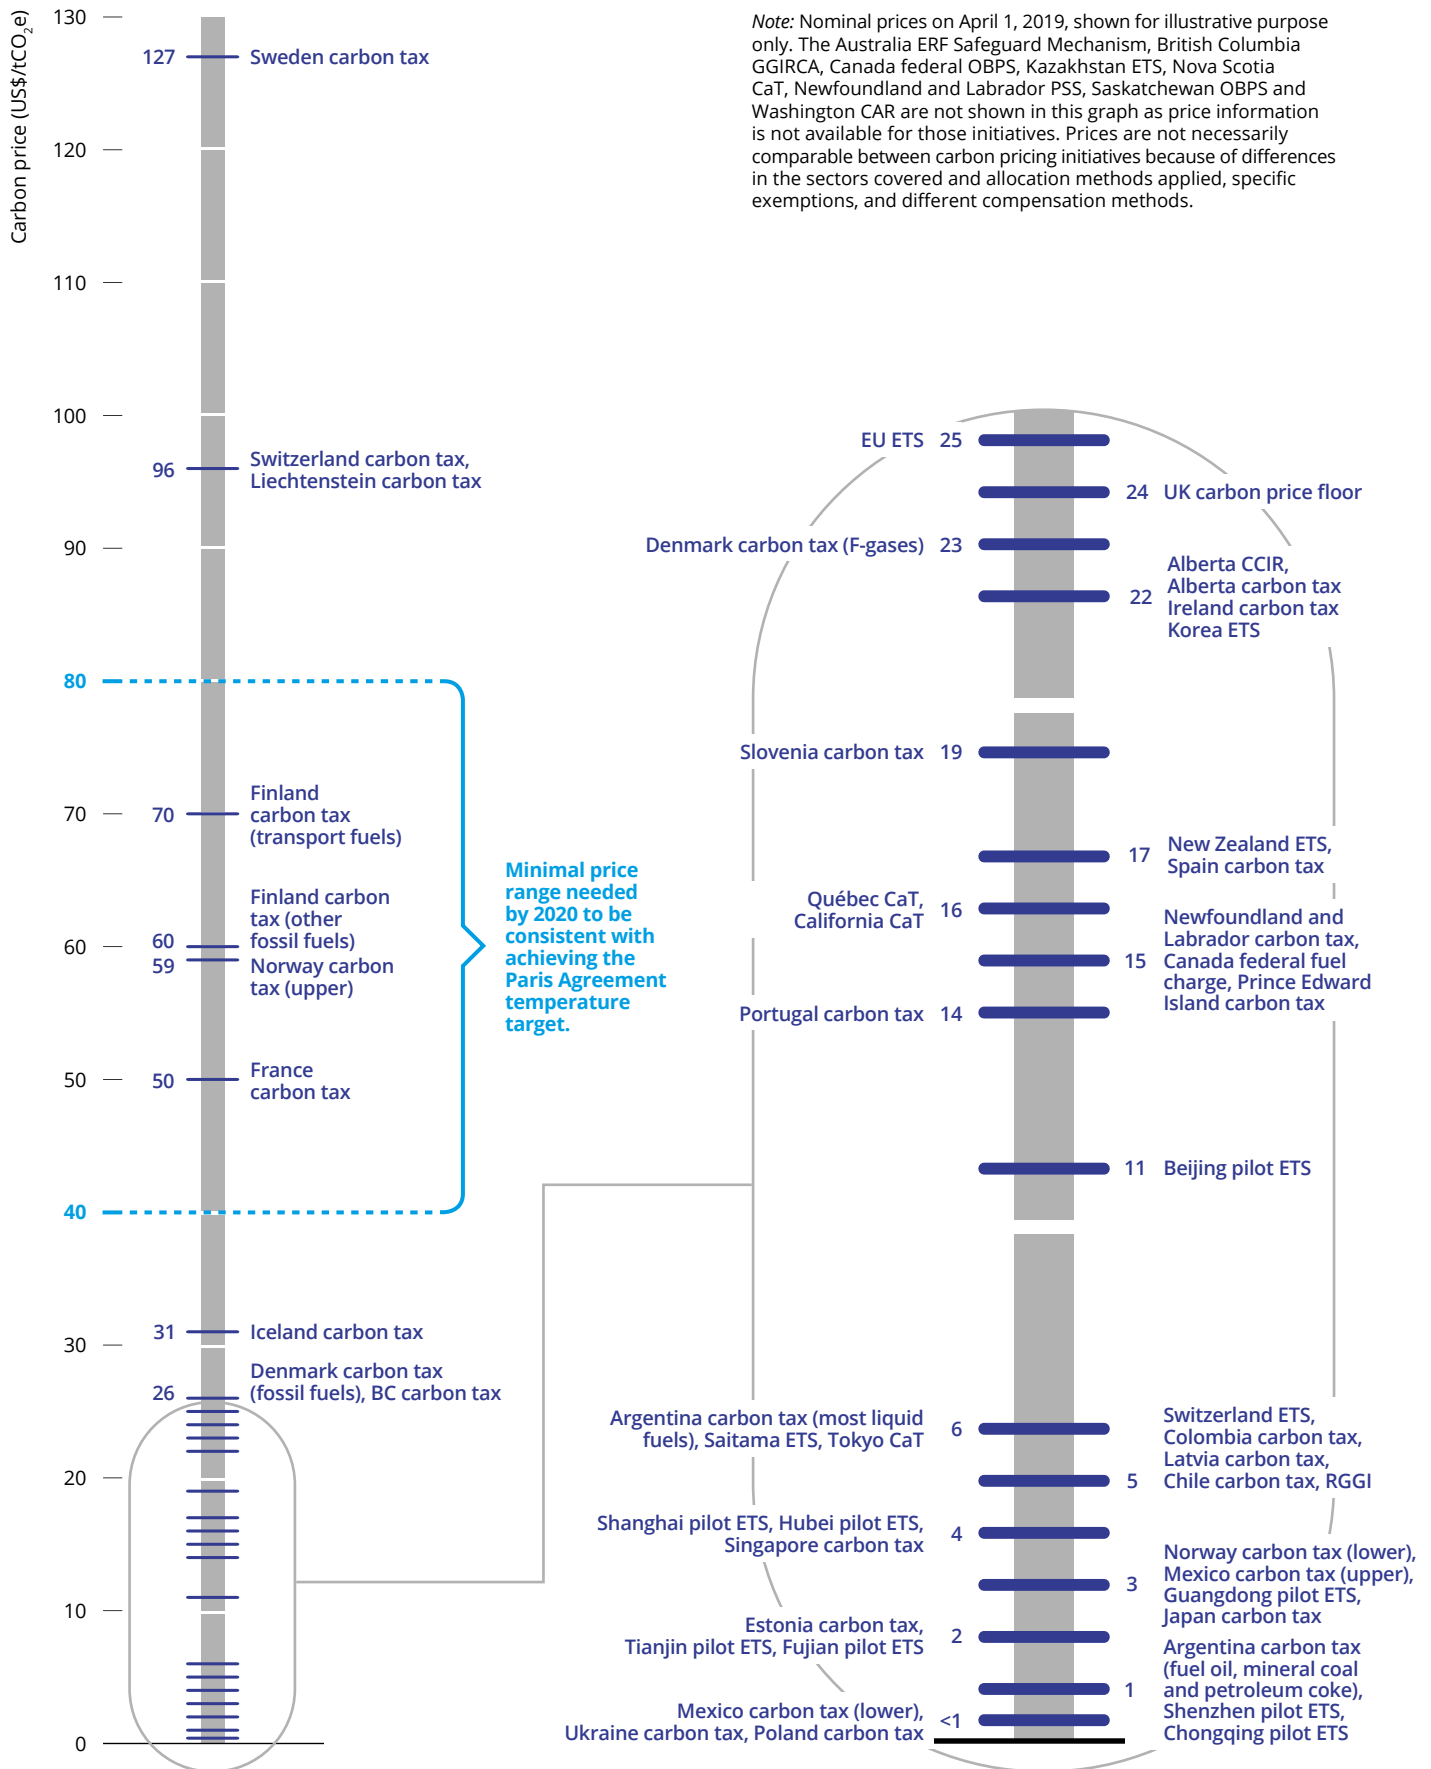 Carbon price (US$/tCO2e)
130
120
110
100
90
80
70
60
50
40
30
20
10
0
127 Sweden carbon tax
96 Switzerland carbon tax,
Liechtenstein carbon tax
70 Finland
carbon tax
(transport fuels)
Finland carbon
tax (other
60 fossil fuels)
59 Norway carbon
tax (upper)
50 France
carbon tax
31 Iceland carbon tax
Denmark carbon tax
26 (fossil fuels), BC carbon tax
Minimal price
range needed
by 2020 to be
consistent with
achieving the
Paris Agreement
temperature
target.
Note: Nominal prices on April 1, 2019, shown for illustrative purpose
only. The Australia ERF Safeguard Mechanism, British Columbia
GGIRCA, Canada federal OBPS, Kazakhstan ETS, Nova Scotia
CaT, Newfoundland and Labrador PSS, Saskatchewan OBPS and
Washington CAR are not shown in this graph as price information
is not available for those initiatives. Prices are not necessarily
comparable between carbon pricing initiatives because of differences
in the sectors covered and allocation methods applied, specific
exemptions, and different compensation methods.
EU ETS 25
24 UK carbon price floor
Denmark carbon tax (F-gases) 23
Alberta CCIR,
Alberta carbon tax
22 Ireland carbon tax
Korea ETS
Slovenia carbon tax 19
17 New Zealand ETS,
Spain carbon tax
Québec CaT, 16
California CaT
Newfoundland and
Labrador carbon tax,
15 Canada federal fuel
charge, Prince Edward
Island carbon tax
Portugal carbon tax 14
11 Beijing pilot ETS
Argentina carbon tax (most liquid 6
fuels), Saitama ETS, Tokyo CaT
Switzerland ETS,
Colombia carbon tax,
Latvia carbon tax,
5 Chile carbon tax, RGGI
Shanghai pilot ETS, Hubei pilot ETS, 4
Singapore carbon tax
Norway carbon tax (lower),
Mexico carbon tax (upper),
3 Guangdong pilot ETS,
Japan carbon tax
Estonia carbon tax, 2
Tianjin pilot ETS, Fujian pilot ETS
Argentina carbon tax
(fuel oil, mineral coal
1 and petroleum coke),
Shenzhen pilot ETS,
Chongqing pilot ETS
Mexico carbon tax (lower), <1
Ukraine carbon tax, Poland carbon tax